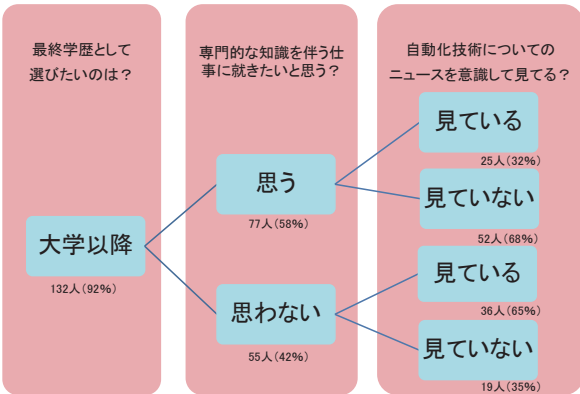 最終学歴として
選びたいのは？
専門的な知識を伴う仕
事に就きたいと思う？
自動化技術についての
ニュースを意識して見てる？
大学以降
132人(92%)
思う
77人(58%)
思わない
55人(42%)
見ている
25人(32%)
見ていない
52人(68%)
見ている
36人(65%)
見ていない
19人(35%)